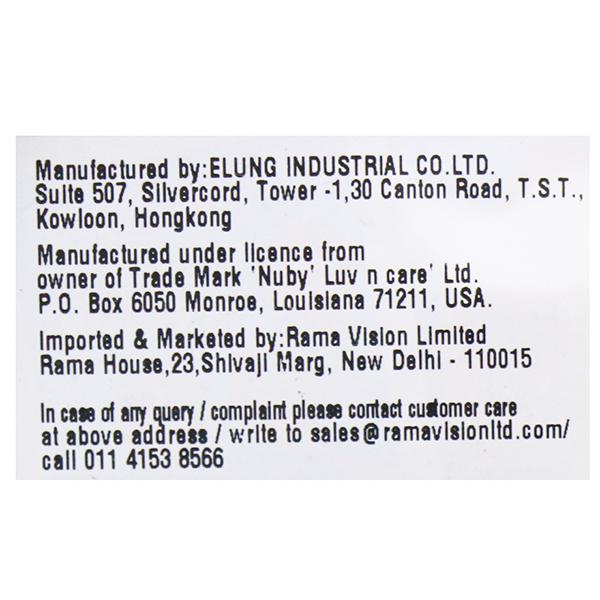 Manufactured by:ELUNG INDUSTRIAL CO.LTD.
Suite 507, Silvercord, Tower -1,30 Canton Road, T.S.T.,
Kowloon, Hongkong
Manufactured under licence from
owner of Trade Mark 'Nuby' Luv n care' Ltd.
P.O. Box 6050 Monroe, Louisiana 71211, USA.
Imported & Marketed by:Rama Vision Limited
Rama House,23,Shivaji Marg, New Delhi - 110015
In case of any query / complaint please contact customer care
at above address / write to sales@ramavisionltd.com/
call 011 4153 8566